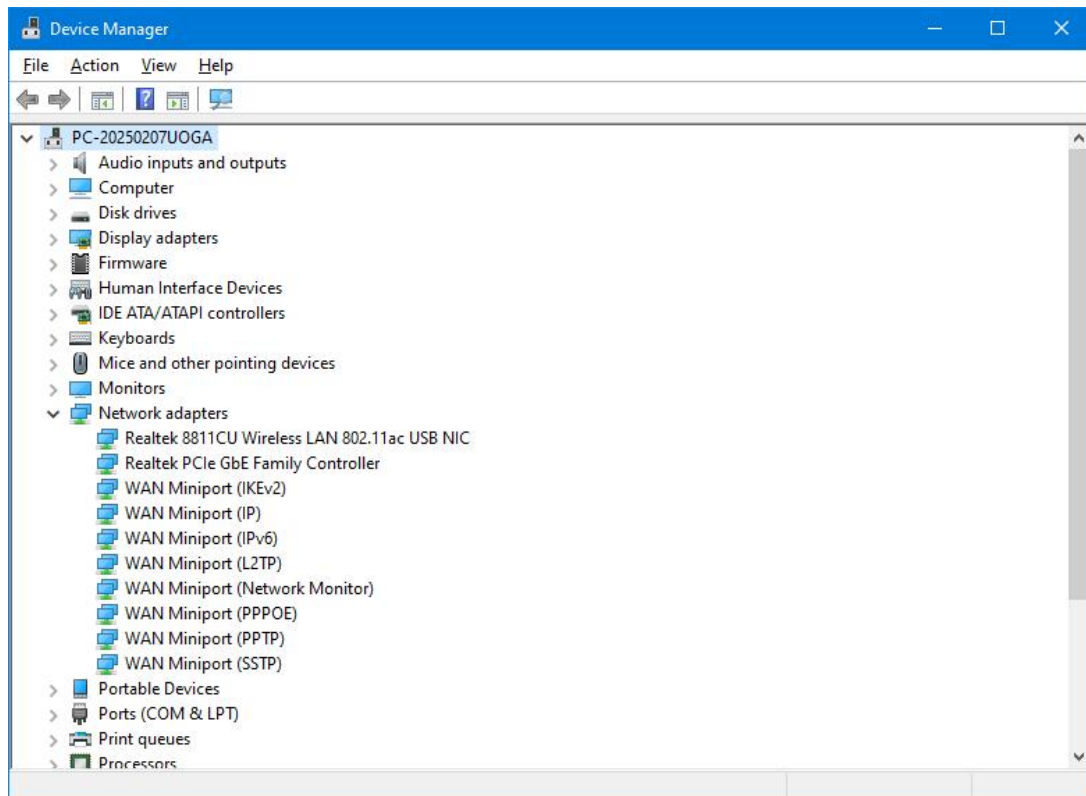 Device Manager
File Action View Help
PC-20250207UOGA
Audio inputs and outputs
Computer
Disk drives
Display adapters
Firmware
Human Interface Devices
IDE ATA/ATAPI controllers
Keyboards
Mice and other pointing devices
Monitors
Network adapters
Realtek 8811CU Wireless LAN 802.11ac USB NIC
Realtek PCIe GbE Family Controller
WAN Miniport (IKEv2)
WAN Miniport (IP)
WAN Miniport (IPv6)
WAN Miniport (L2TP)
WAN Miniport (Network Monitor)
WAN Miniport (PPPOE)
WAN Miniport (PPTP)
WAN Miniport (SSTP)
Portable Devices
Ports (COM & LPT)
Print queues
Processors